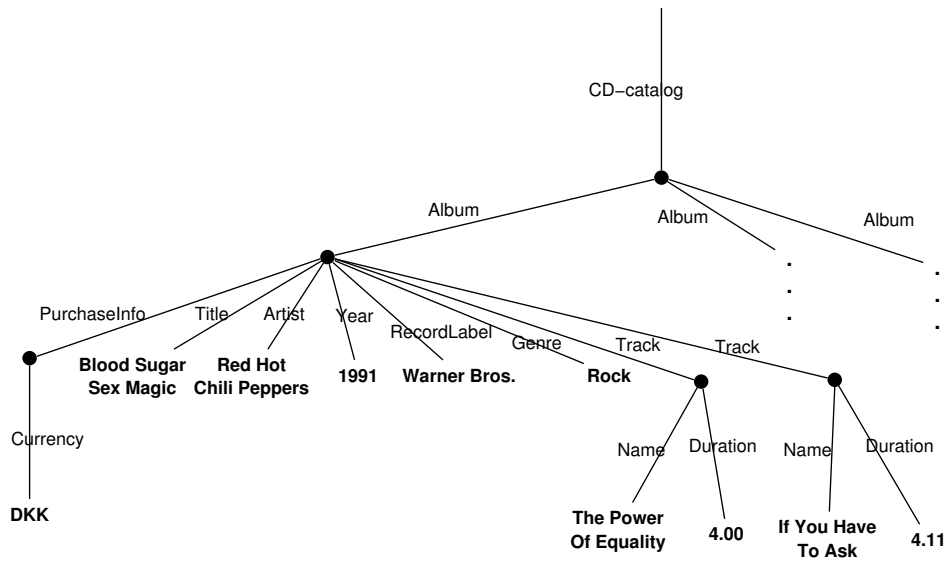 CD–catalog
Album
Album
Album
PurchaseInfo
Title
Artist
Year
RecordLabel
Genre
Track
Track
Blood Sugar
Sex Magic
Red Hot
Chili Peppers
1991
Warner Bros.
Rock
Currency
Name
Duration
Name
Duration
DKK
The Power
Of Equality
4.00
If You Have
To Ask
4.11